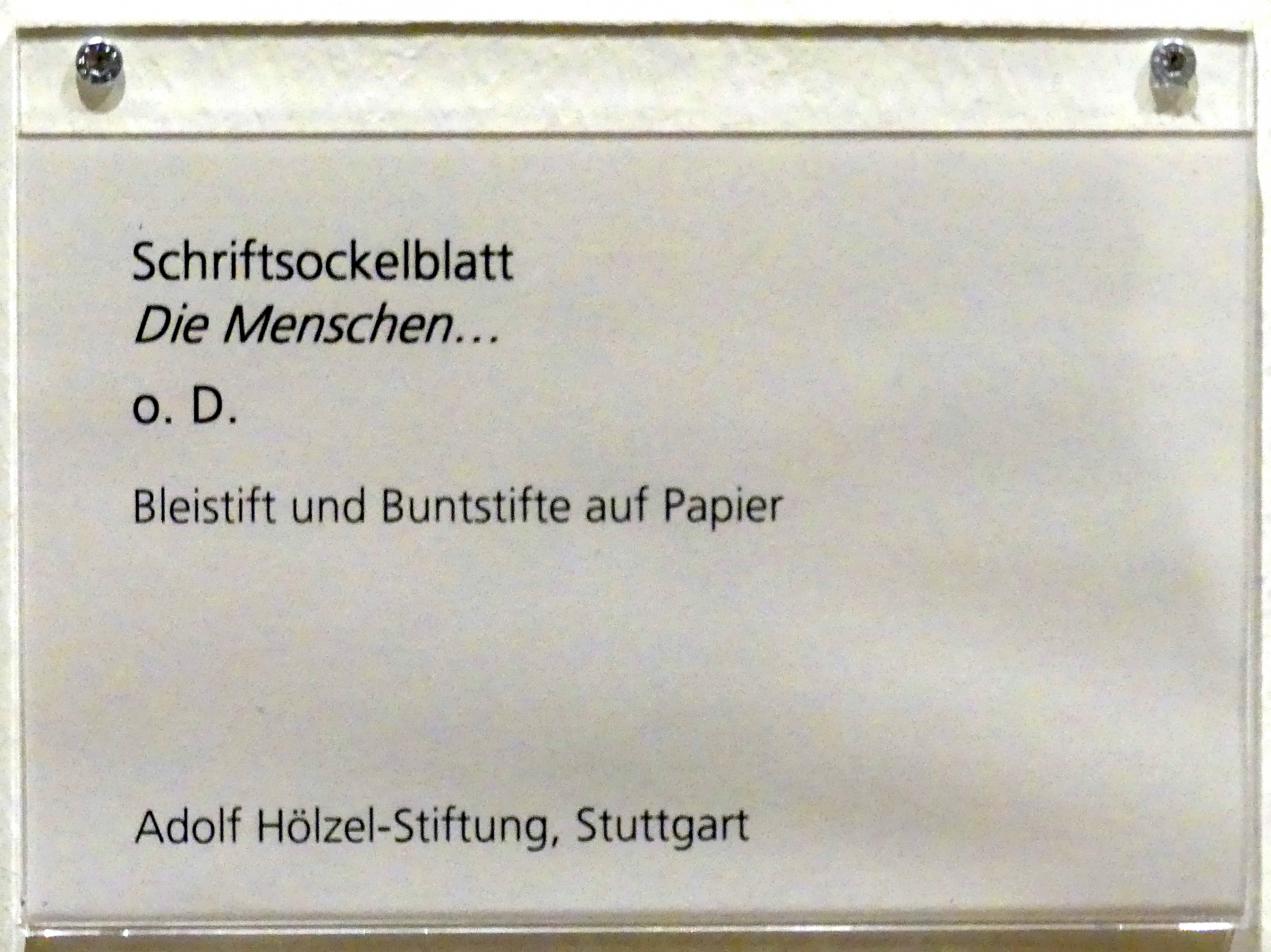 Schriftsockelblatt
Die Menschen...
o. D.
Bleistift und Buntstifte auf Papier
Adolf Hölzel-Stiftung, Stuttgart